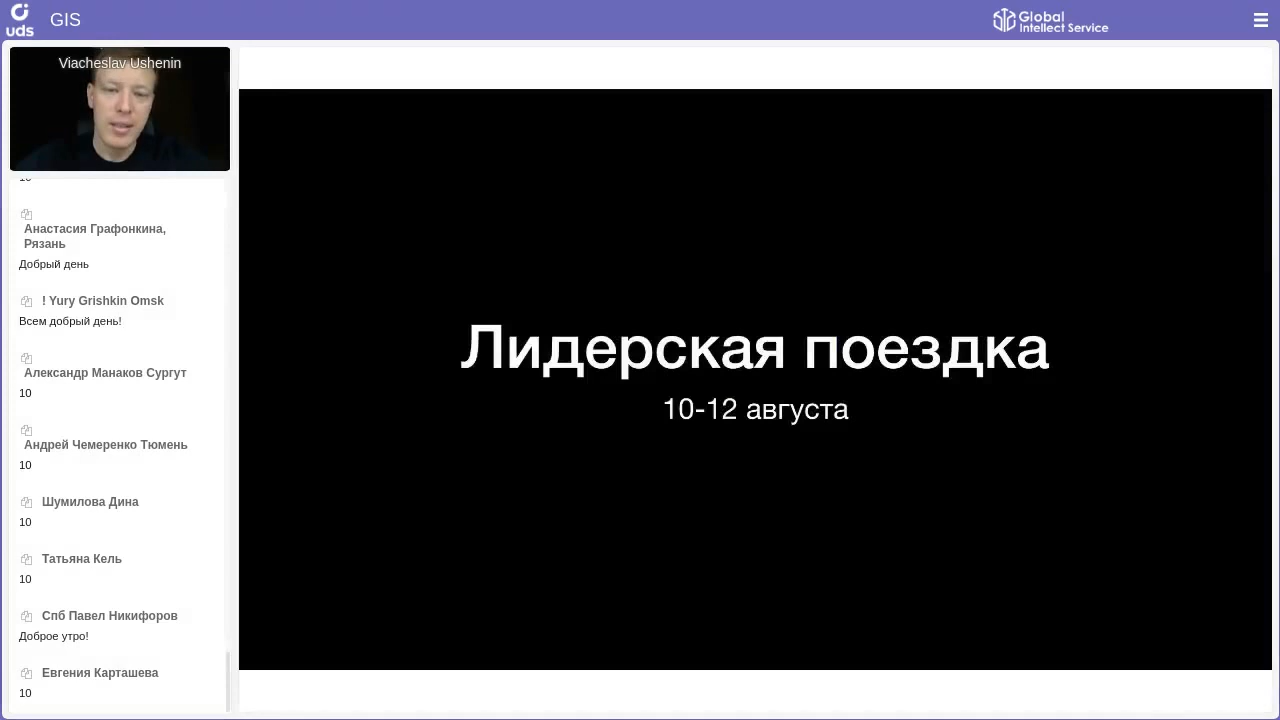 uds
GIS
Global
Intellect Service
Viacheslav Ushenin
Анастасия Графонкина,
Рязань
Добрый день
! Yury Grishkin Omsk
Всем добрый день!
Александр Манаков Сургут
10
Андрей Чемеренко Тюмень
10
Шумилова Дина
10
Татьяна Кель
10
Спб Павел Никифоров
Доброе утро!
Евгения Карташева
10
Лидерская поездка
10-12 августа